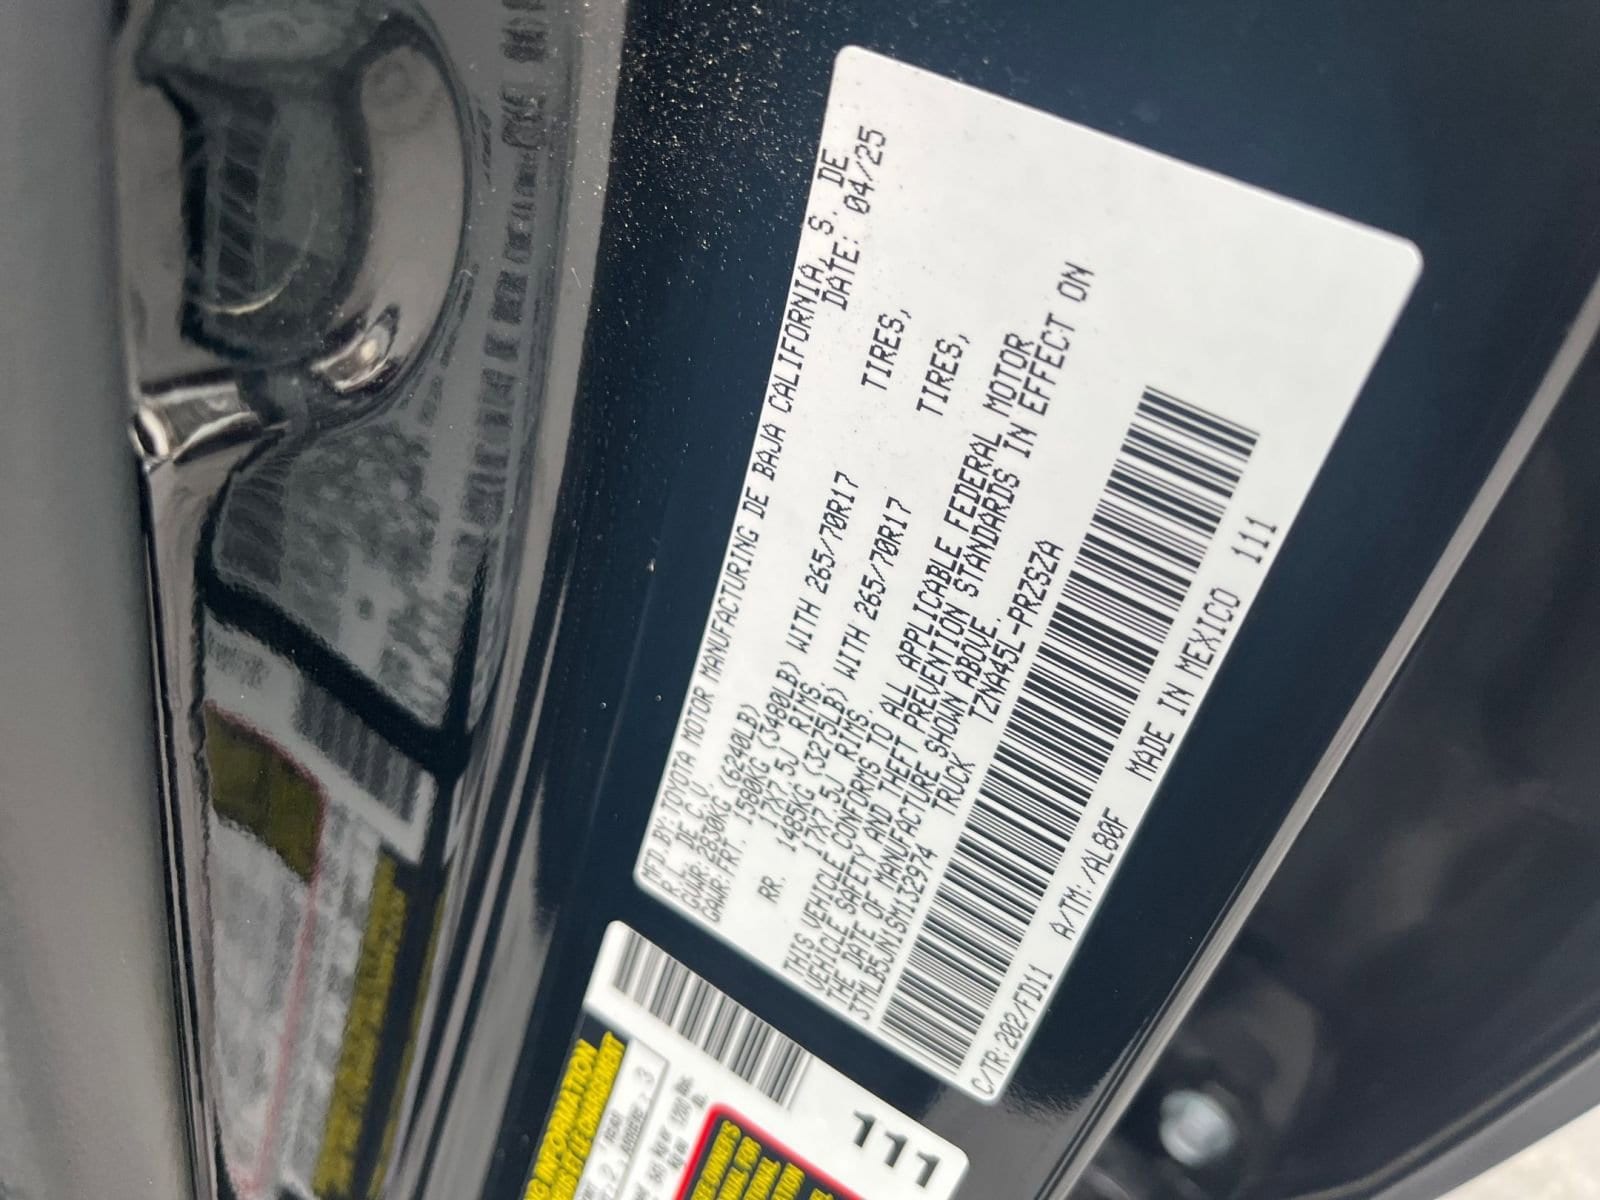 MFD.BY:TOYOTA MOTOR MANUFACTURING DE BAJA CALIFORNIA, S. DE
R.L. DE C.V. DATE: 04/25
GVWR:2830KG (6240LB)
GAWR:FRT. 1580KG (3480LB) WITH 265/70R17 TIRES,
17X7.5J RIMS.
RR. 1485KG (3275LB) WITH 265/70R17 TIRES,
17X7.5J RIMS.
THIS VEHICLE CONFORMS TO ALL APPLICABLE FEDERAL MOTOR
VEHICLE SAFETY AND THEFT PREVENTION STANDARDS IN EFFECT ON
THE DATE OF MANUFACTURE SHOWN ABOVE.
3TMLB5JN1SM132974 TRUCK TZNA45L-PRZSZA
C/TR:202/FD11 A/TM:/AL80F MADE IN MEXICO 111
111
INFORMATION
CHARGEMENT